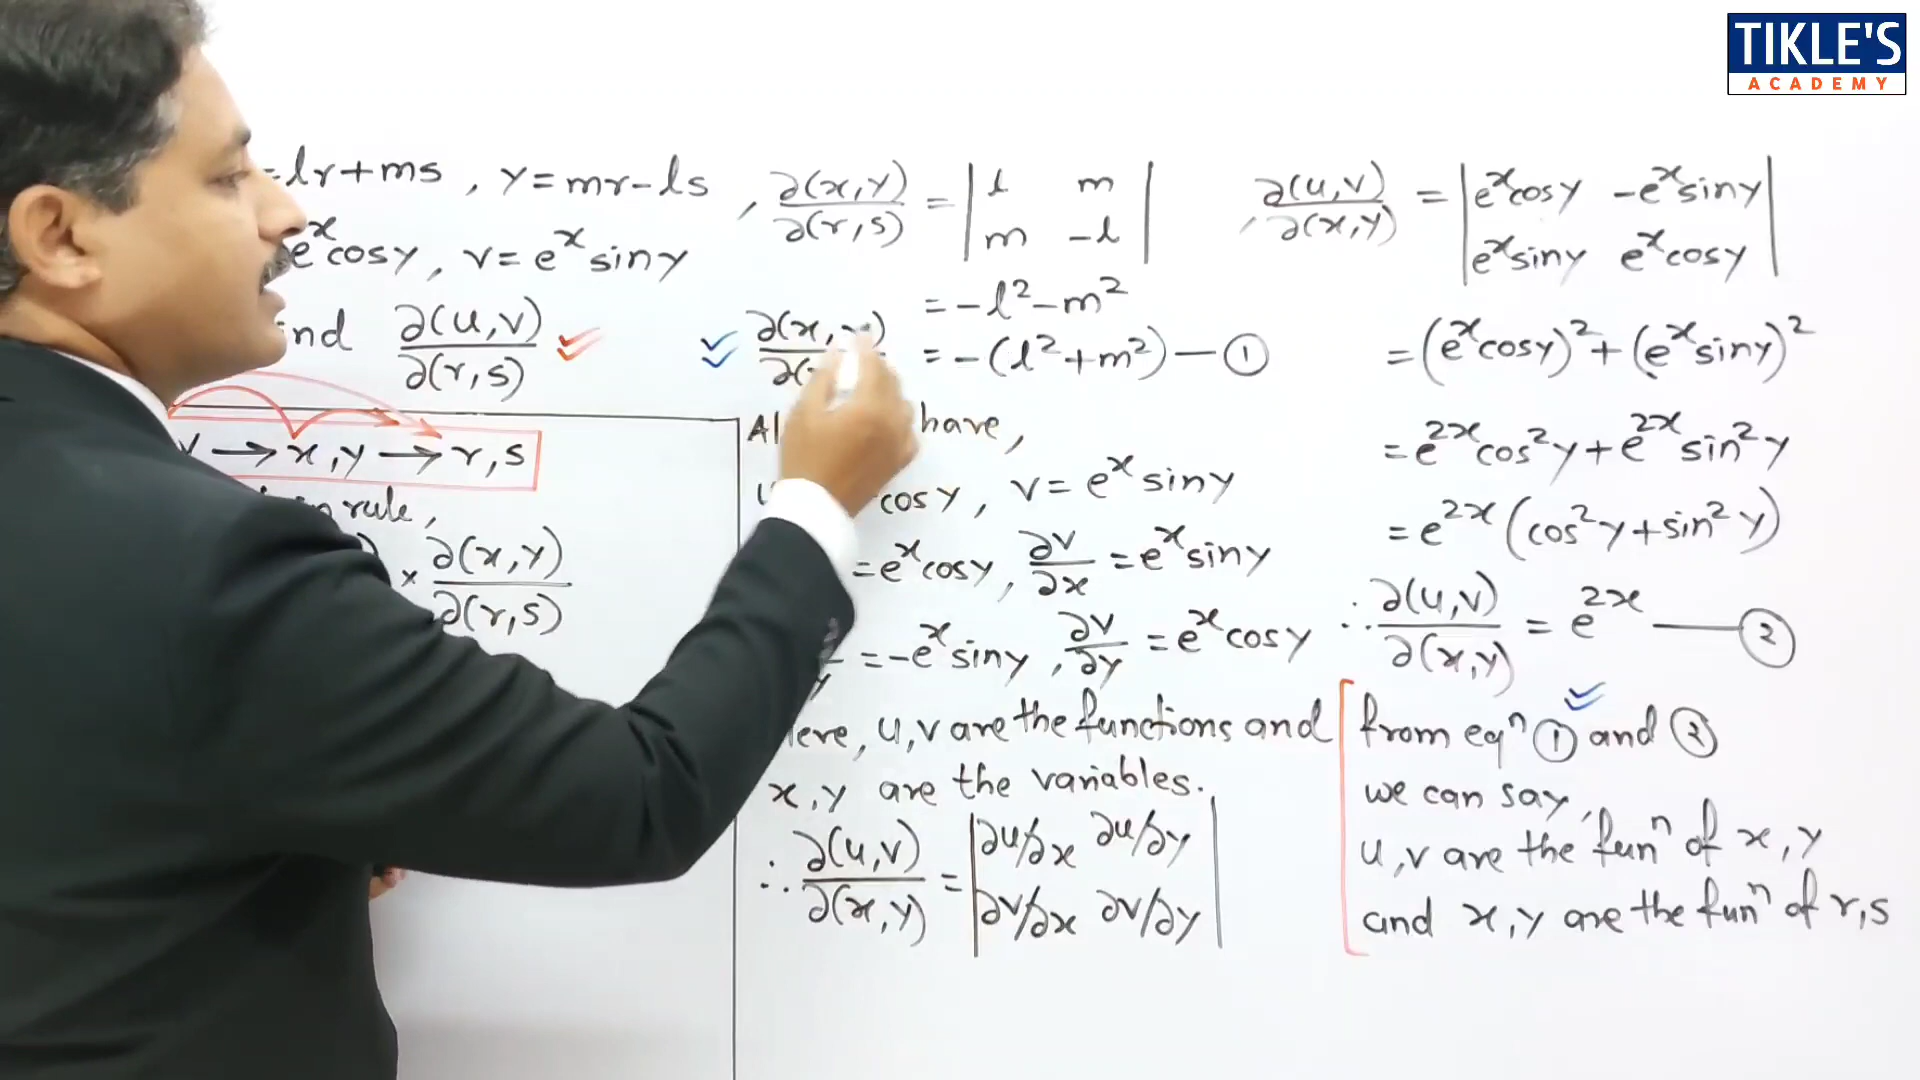 TIKLE'S
ACADEMY
=lr+ms, y=mr-ls
e^x cosy, v=e^x siny
∂(u,v)/∂(r,s)
→ x,y → r,s
rule,
× ∂(x,y)/∂(r,s)
, ∂(x,y)/∂(r,s) = |l m|
|m -l|
= -l²-m²
= -(l²+m²) — ①
have,
cosy, v= e^x siny
=e^x cosy, ∂v/∂x = e^x siny
=-e^x siny, ∂v/∂y = e^x cosy
u,v are the functions and
x,y are the variables.
∴ ∂(u,v)/∂(x,y) = |∂u/∂x ∂u/∂y|
|∂v/∂x ∂v/∂y|
, ∂(u,v)/∂(x,y) = |e^x cosy -e^x siny|
|e^x siny e^x cosy|
= (e^x cosy)² + (e^x siny)²
= e^2x cos²y + e^2x sin²y
= e^2x (cos²y + sin²y)
∴ ∂(u,v)/∂(x,y) = e^2x — ②
from eqⁿ ① and ②
we can say,
u,v are the funⁿ of x,y
and x,y are the funⁿ of r,s